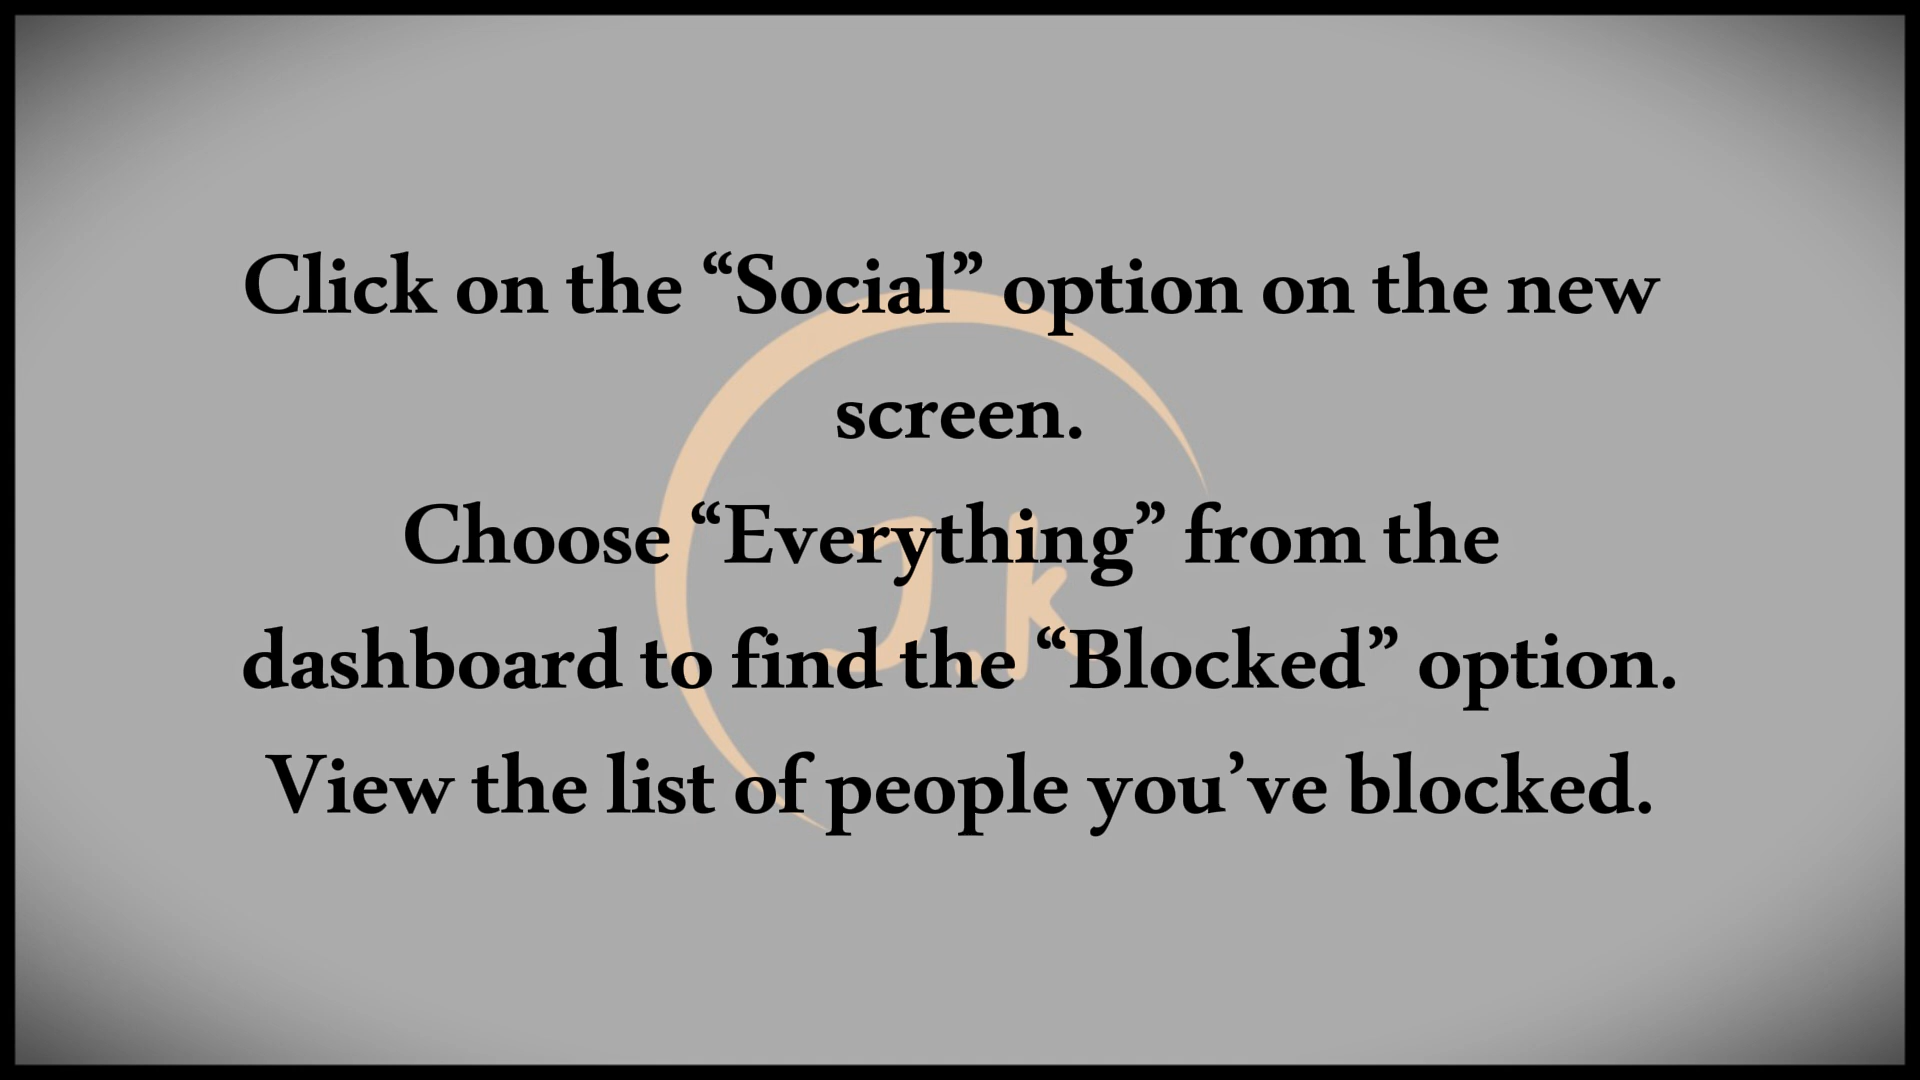 Click on the “Social” option on the new
screen.
Choose “Everything” from the
dashboard to find the “Blocked” option.
View the list of people you’ve blocked.
J.k